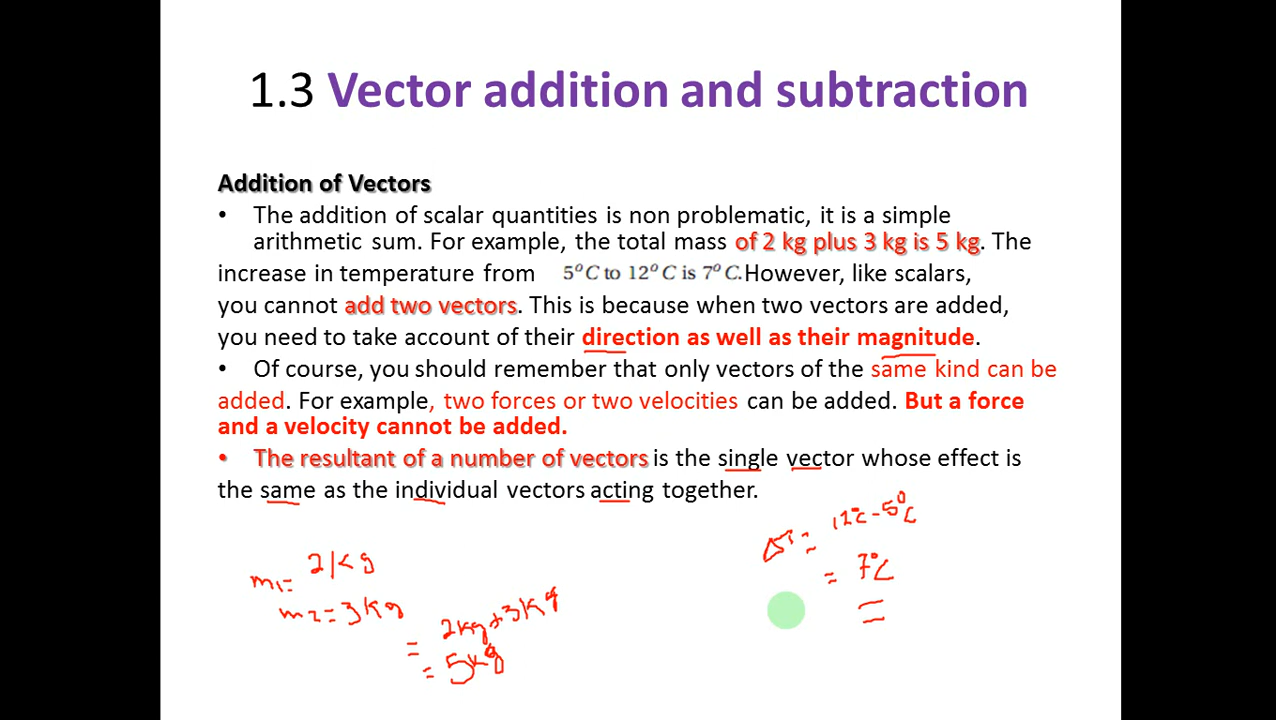 1.3 Vector addition and subtraction
Addition of Vectors
• The addition of scalar quantities is non problematic, it is a simple
arithmetic sum. For example, the total mass of 2 kg plus 3 kg is 5 kg. The
increase in temperature from 5°C to 12°C is 7°C. However, like scalars,
you cannot add two vectors. This is because when two vectors are added,
you need to take account of their direction as well as their magnitude.
• Of course, you should remember that only vectors of the same kind can be
added. For example, two forces or two velocities can be added. But a force
and a velocity cannot be added.
• The resultant of a number of vectors is the single vector whose effect is
the same as the individual vectors acting together.
m1= 2kg
m2=3kg
= 2kg+3kg
= 5kg
ΔT= 12°C-5°C
= 7°C